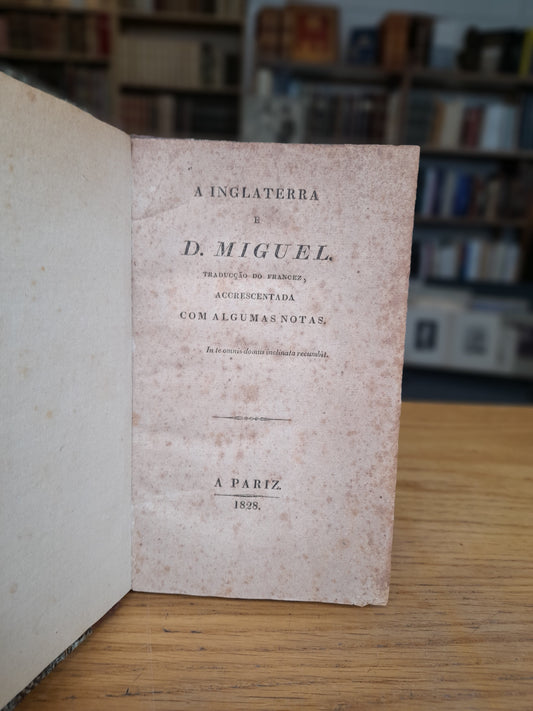 A INGLATERRA
E
D. MIGUEL.
TRADUCÇÃO DO FRANCEZ,
ACCRESCENTADA
COM ALGUMAS NOTAS.
In te omnis domus inclinata recumbit.
A PARIZ.
1828.